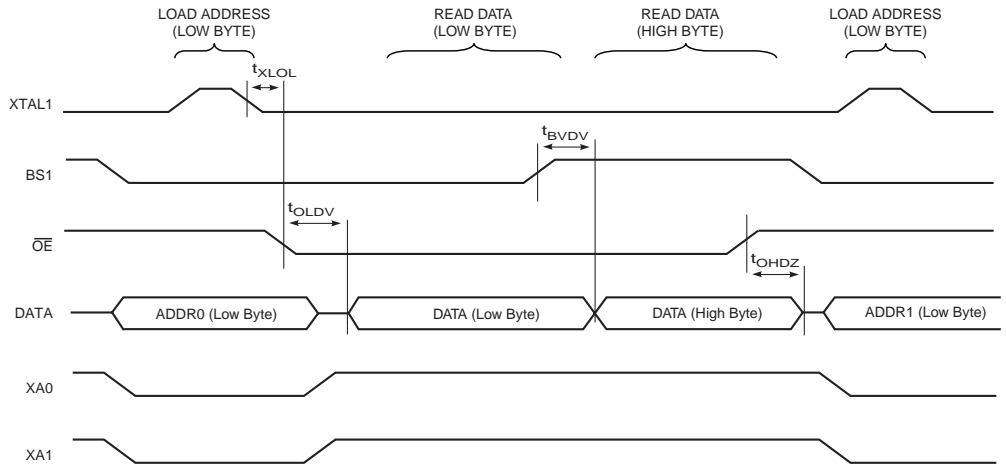 LOAD ADDRESS
(LOW BYTE)
READ DATA
(LOW BYTE)
READ DATA
(HIGH BYTE)
LOAD ADDRESS
(LOW BYTE)
tXLOL
XTAL1
tBVDV
BS1
tOLDV
OE
tOHDZ
DATA
ADDR0 (Low Byte)
DATA (Low Byte)
DATA (High Byte)
ADDR1 (Low Byte)
XA0
XA1